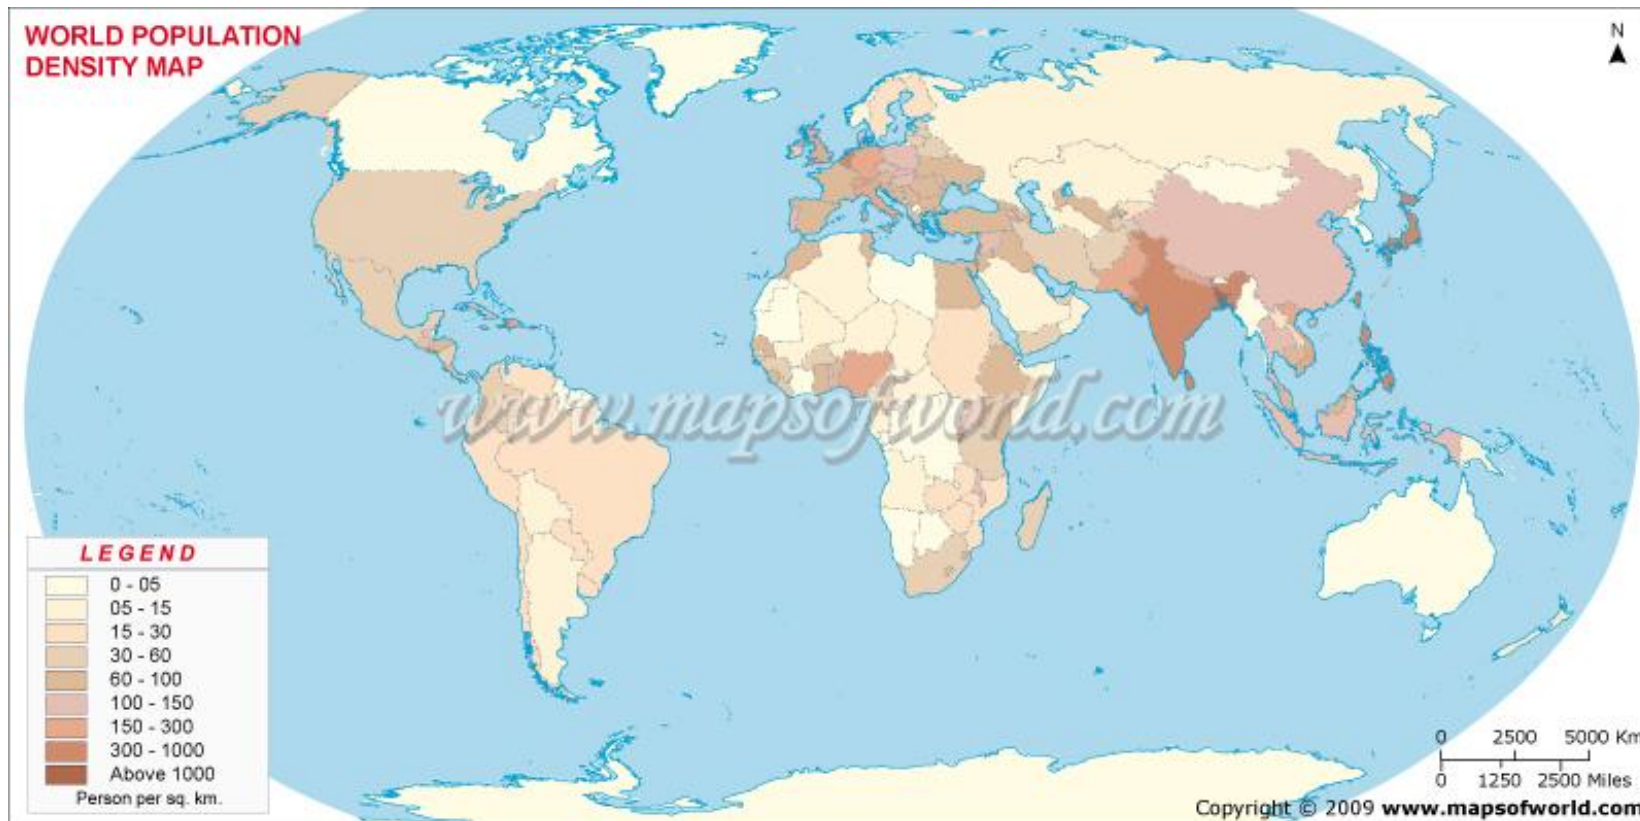 WORLD POPULATION
DENSITY MAP
N
www.mapsofworld.com
LEGEND
0 - 05
05 - 15
15 - 30
30 - 60
60 - 100
100 - 150
150 - 300
300 - 1000
Above 1000
Person per sq. km.
0 2500 5000 Km
0 1250 2500 Miles
Copyright © 2009 www.mapsofworld.com